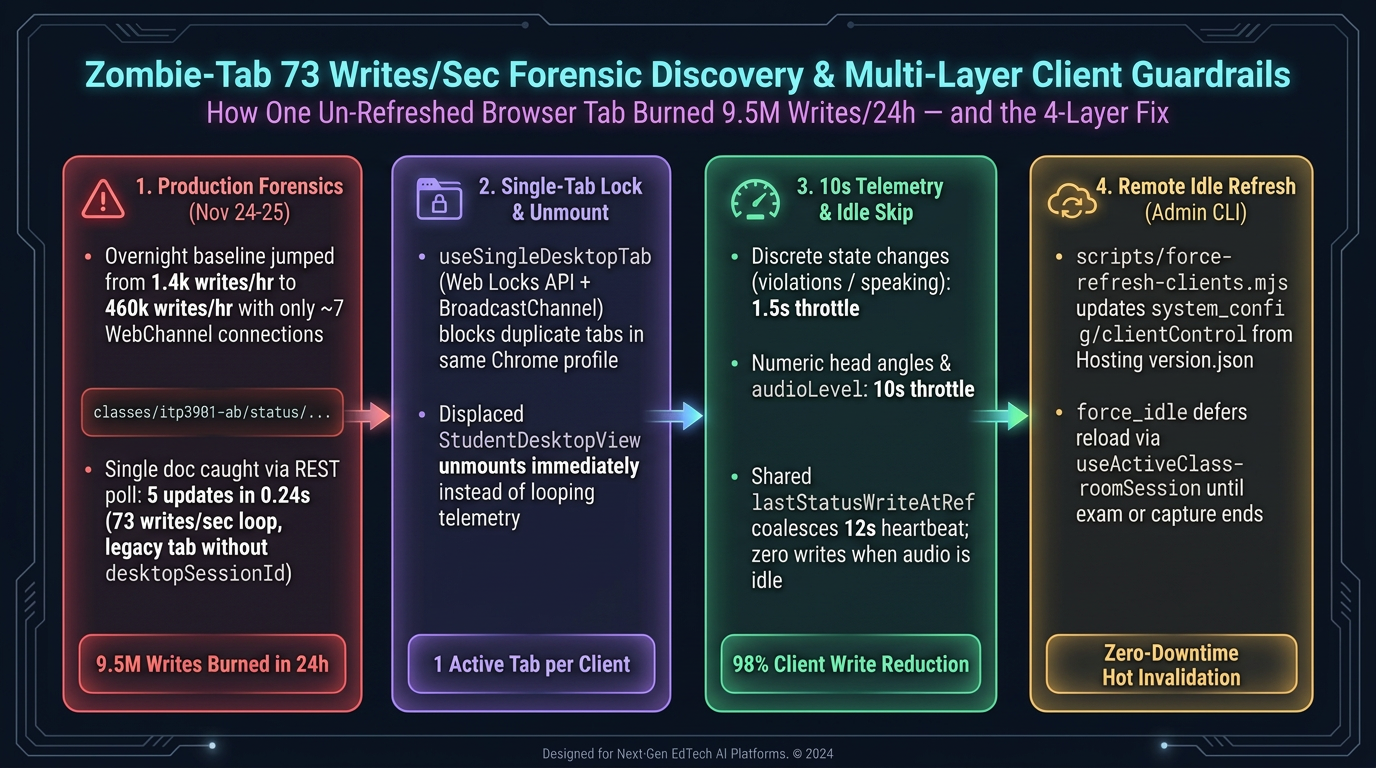 Zombie-Tab 73 Writes/Sec Forensic Discovery & Multi-Layer Client Guardrails
How One Un-Refreshed Browser Tab Burned 9.5M Writes/24h — and the 4-Layer Fix
1. Production Forensics
(Nov 24-25)
• Overnight baseline jumped
from 1.4k writes/hr to
460k writes/hr with only ~7
WebChannel connections
classes/itp3901-ab/status/...
• Single doc caught via REST
poll: 5 updates in 0.24s
(73 writes/sec loop,
legacy tab without
desktopSessionId)
9.5M Writes Burned in 24h
2. Single-Tab Lock
& Unmount
• useSingleDesktopTab
(Web Locks API +
BroadcastChannel)
blocks duplicate tabs in
same Chrome profile
• Displaced
StudentDesktopView
unmounts immediately
instead of looping
telemetry
1 Active Tab per Client
3. 10s Telemetry
& Idle Skip
• Discrete state changes
(violations / speaking):
1.5s throttle
• Numeric head angles &
audioLevel: 10s throttle
• Shared
lastStatusWriteAtRef
coalesces 12s heartbeat;
zero writes when audio is
idle
98% Client Write Reduction
4. Remote Idle Refresh
(Admin CLI)
• scripts/force-
refresh-clients.mjs
updates system_confi
g/clientControl from
Hosting version.json
• force_idle defers
reload via
useActiveClass-
roomSession until
exam or capture ends
Zero-Downtime
Hot Invalidation
Designed for Next-Gen EdTech AI Platforms. © 2024